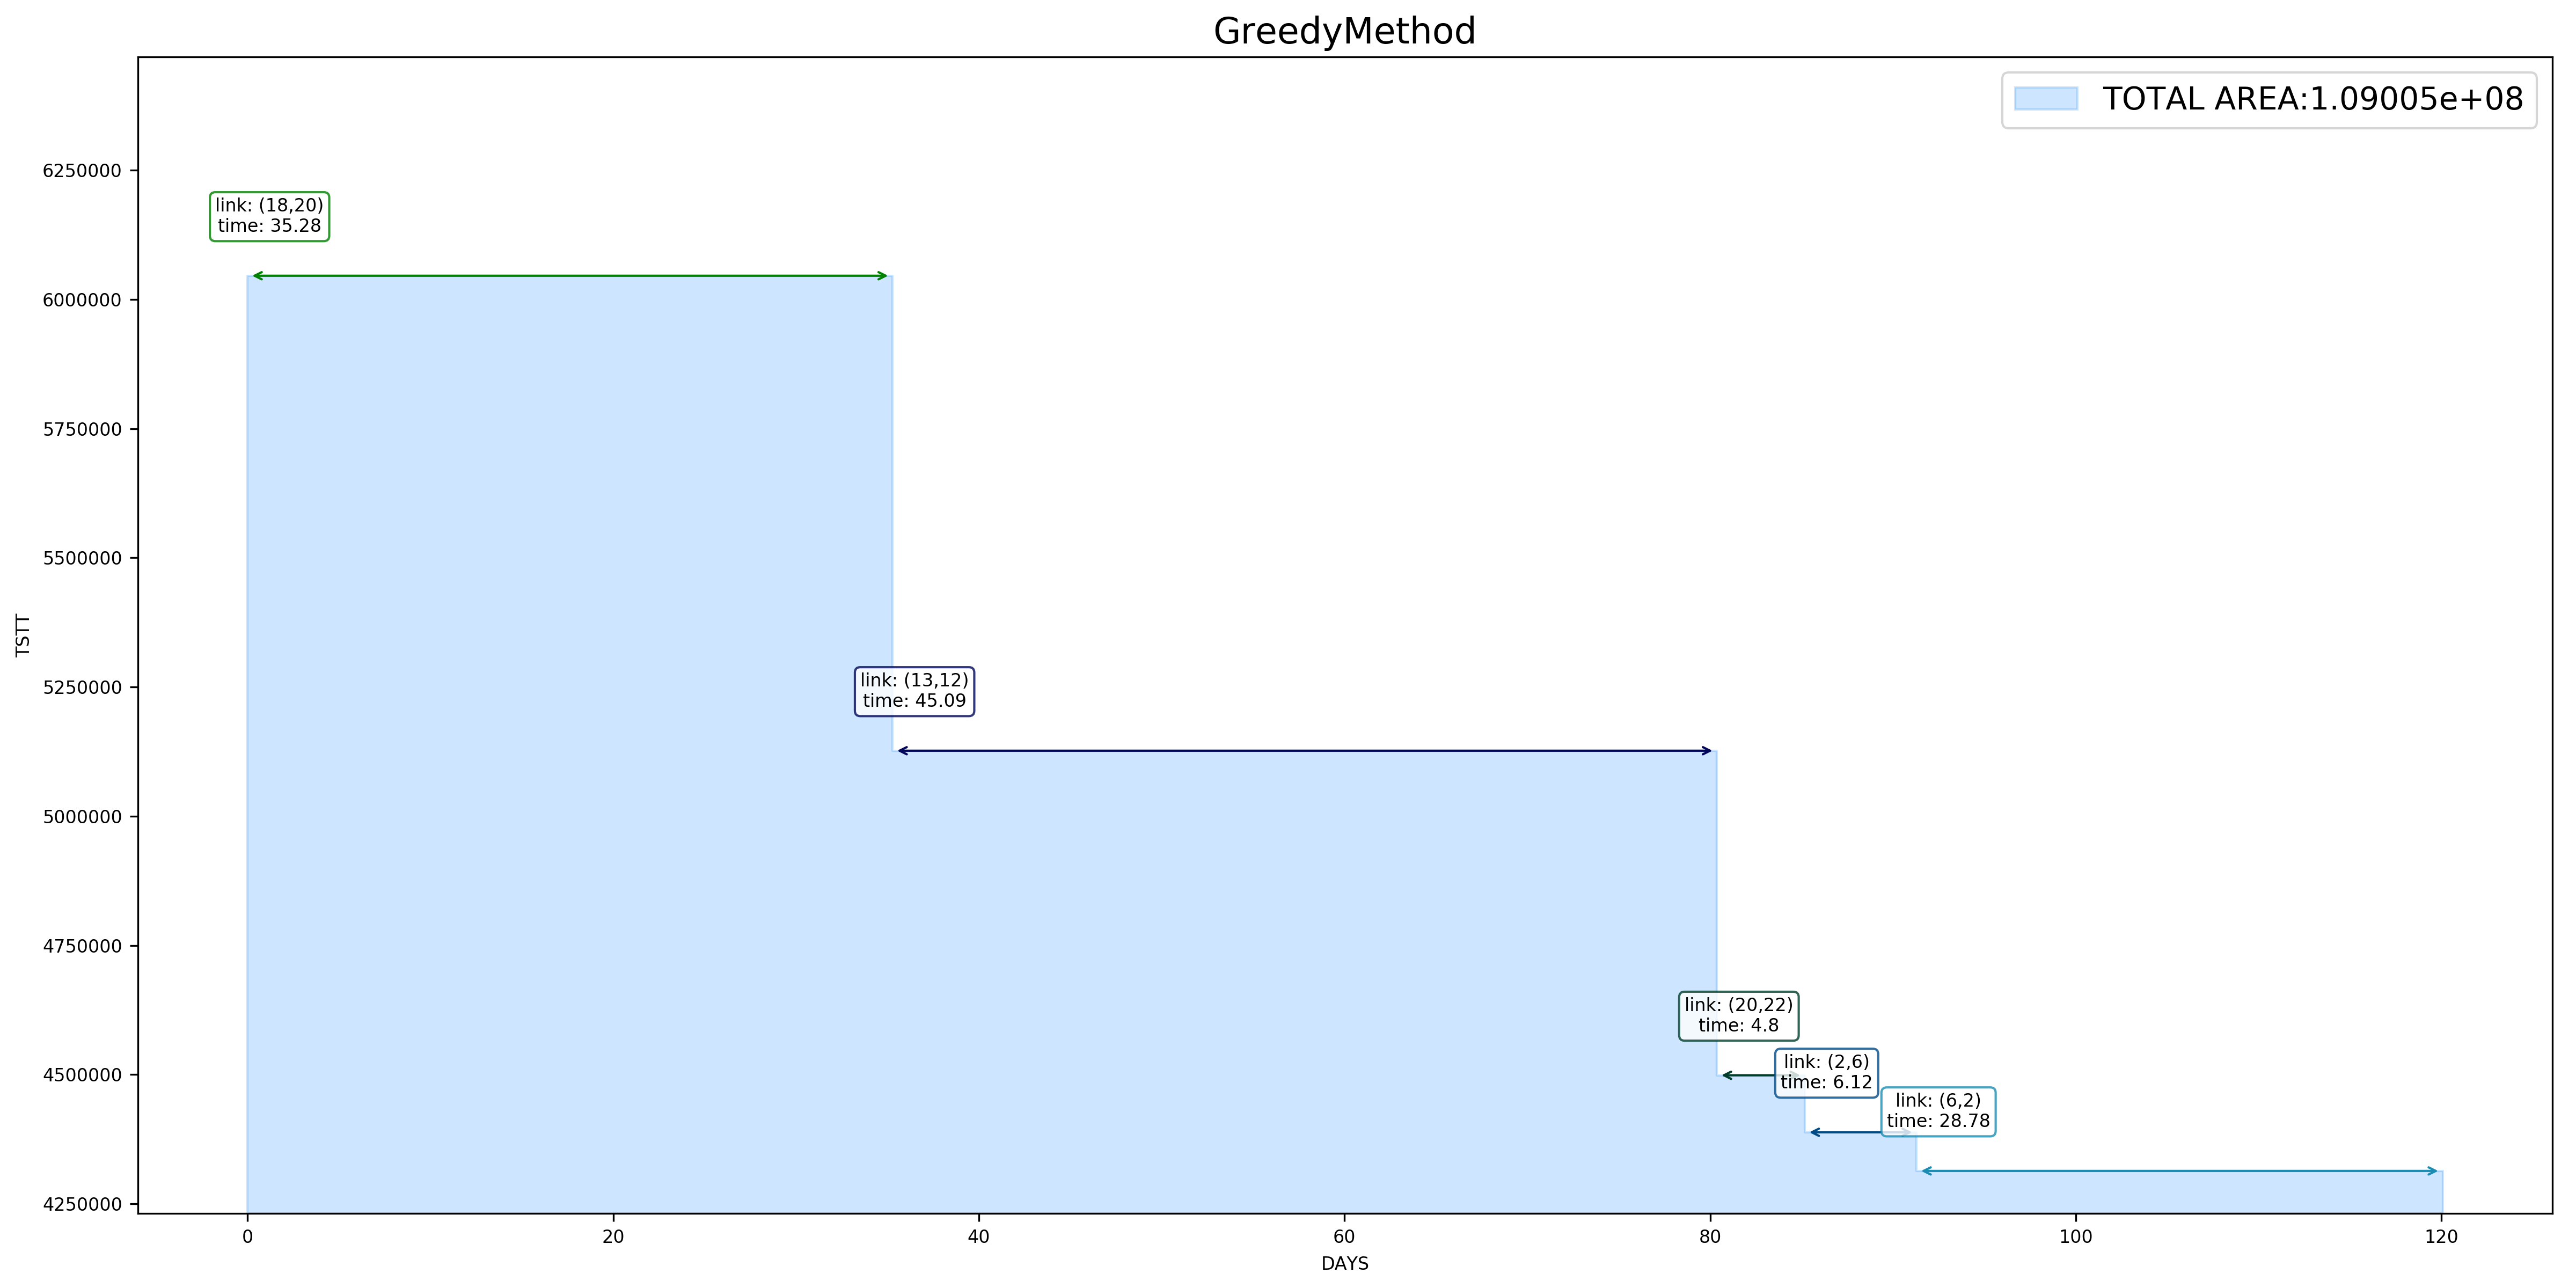 GreedyMethod
TOTAL AREA:1.09005e+08
6250000
6000000
5750000
5500000
5250000
5000000
4750000
4500000
4250000
TSTT
link: (18,20)
time: 35.28
link: (13,12)
time: 45.09
link: (20,22)
time: 4.8
link: (2,6)
time: 6.12
link: (6,2)
time: 28.78
0 20 40 60 80 100 120
DAYS